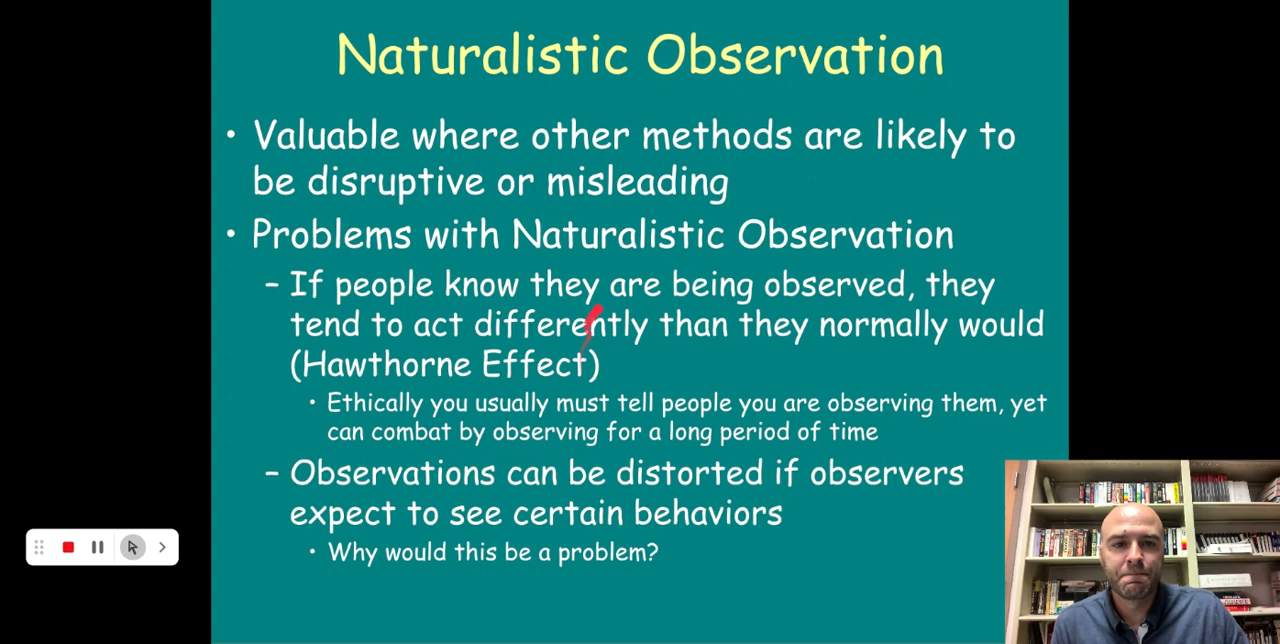 Naturalistic Observation
• Valuable where other methods are likely to
be disruptive or misleading
• Problems with Naturalistic Observation
– If people know they are being observed, they
tend to act differently than they normally would
(Hawthorne Effect)
• Ethically you usually must tell people you are observing them, yet
can combat by observing for a long period of time
– Observations can be distorted if observers
expect to see certain behaviors
• Why would this be a problem?